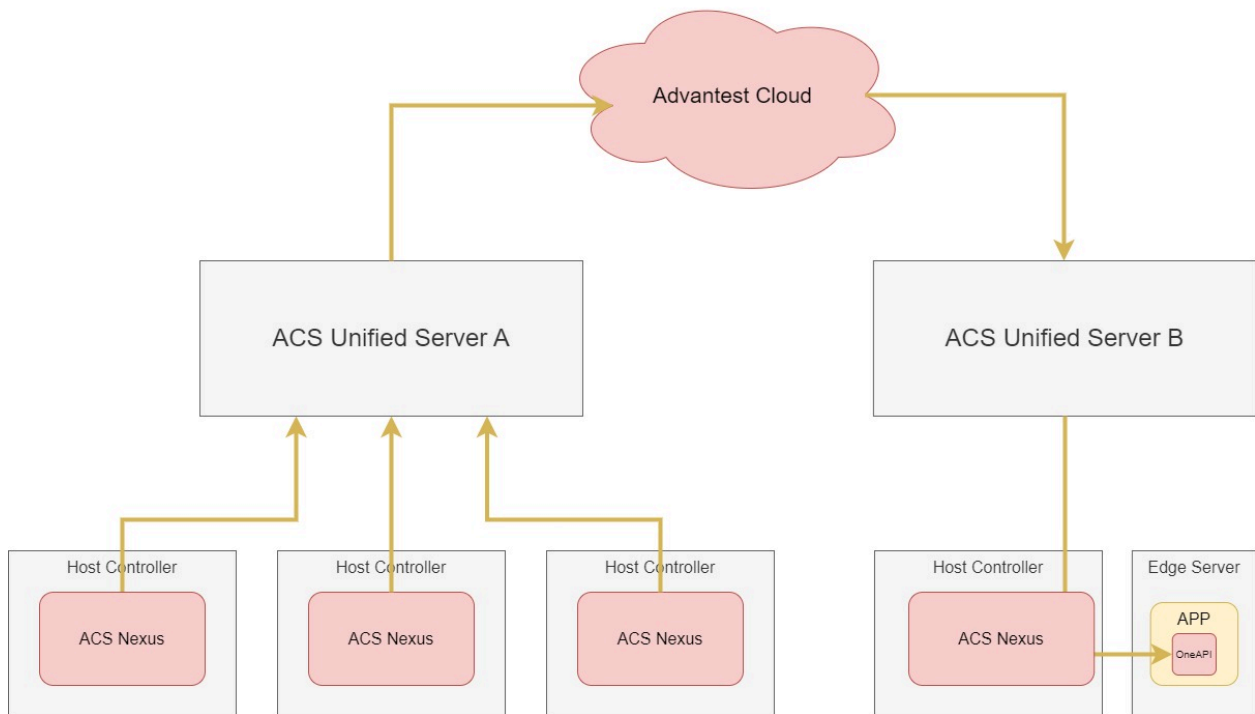 Advantest Cloud
ACS Unified Server A
ACS Unified Server B
Host Controller
Host Controller
Host Controller
Host Controller
Edge Server
ACS Nexus
ACS Nexus
ACS Nexus
ACS Nexus
APP
OneAPI